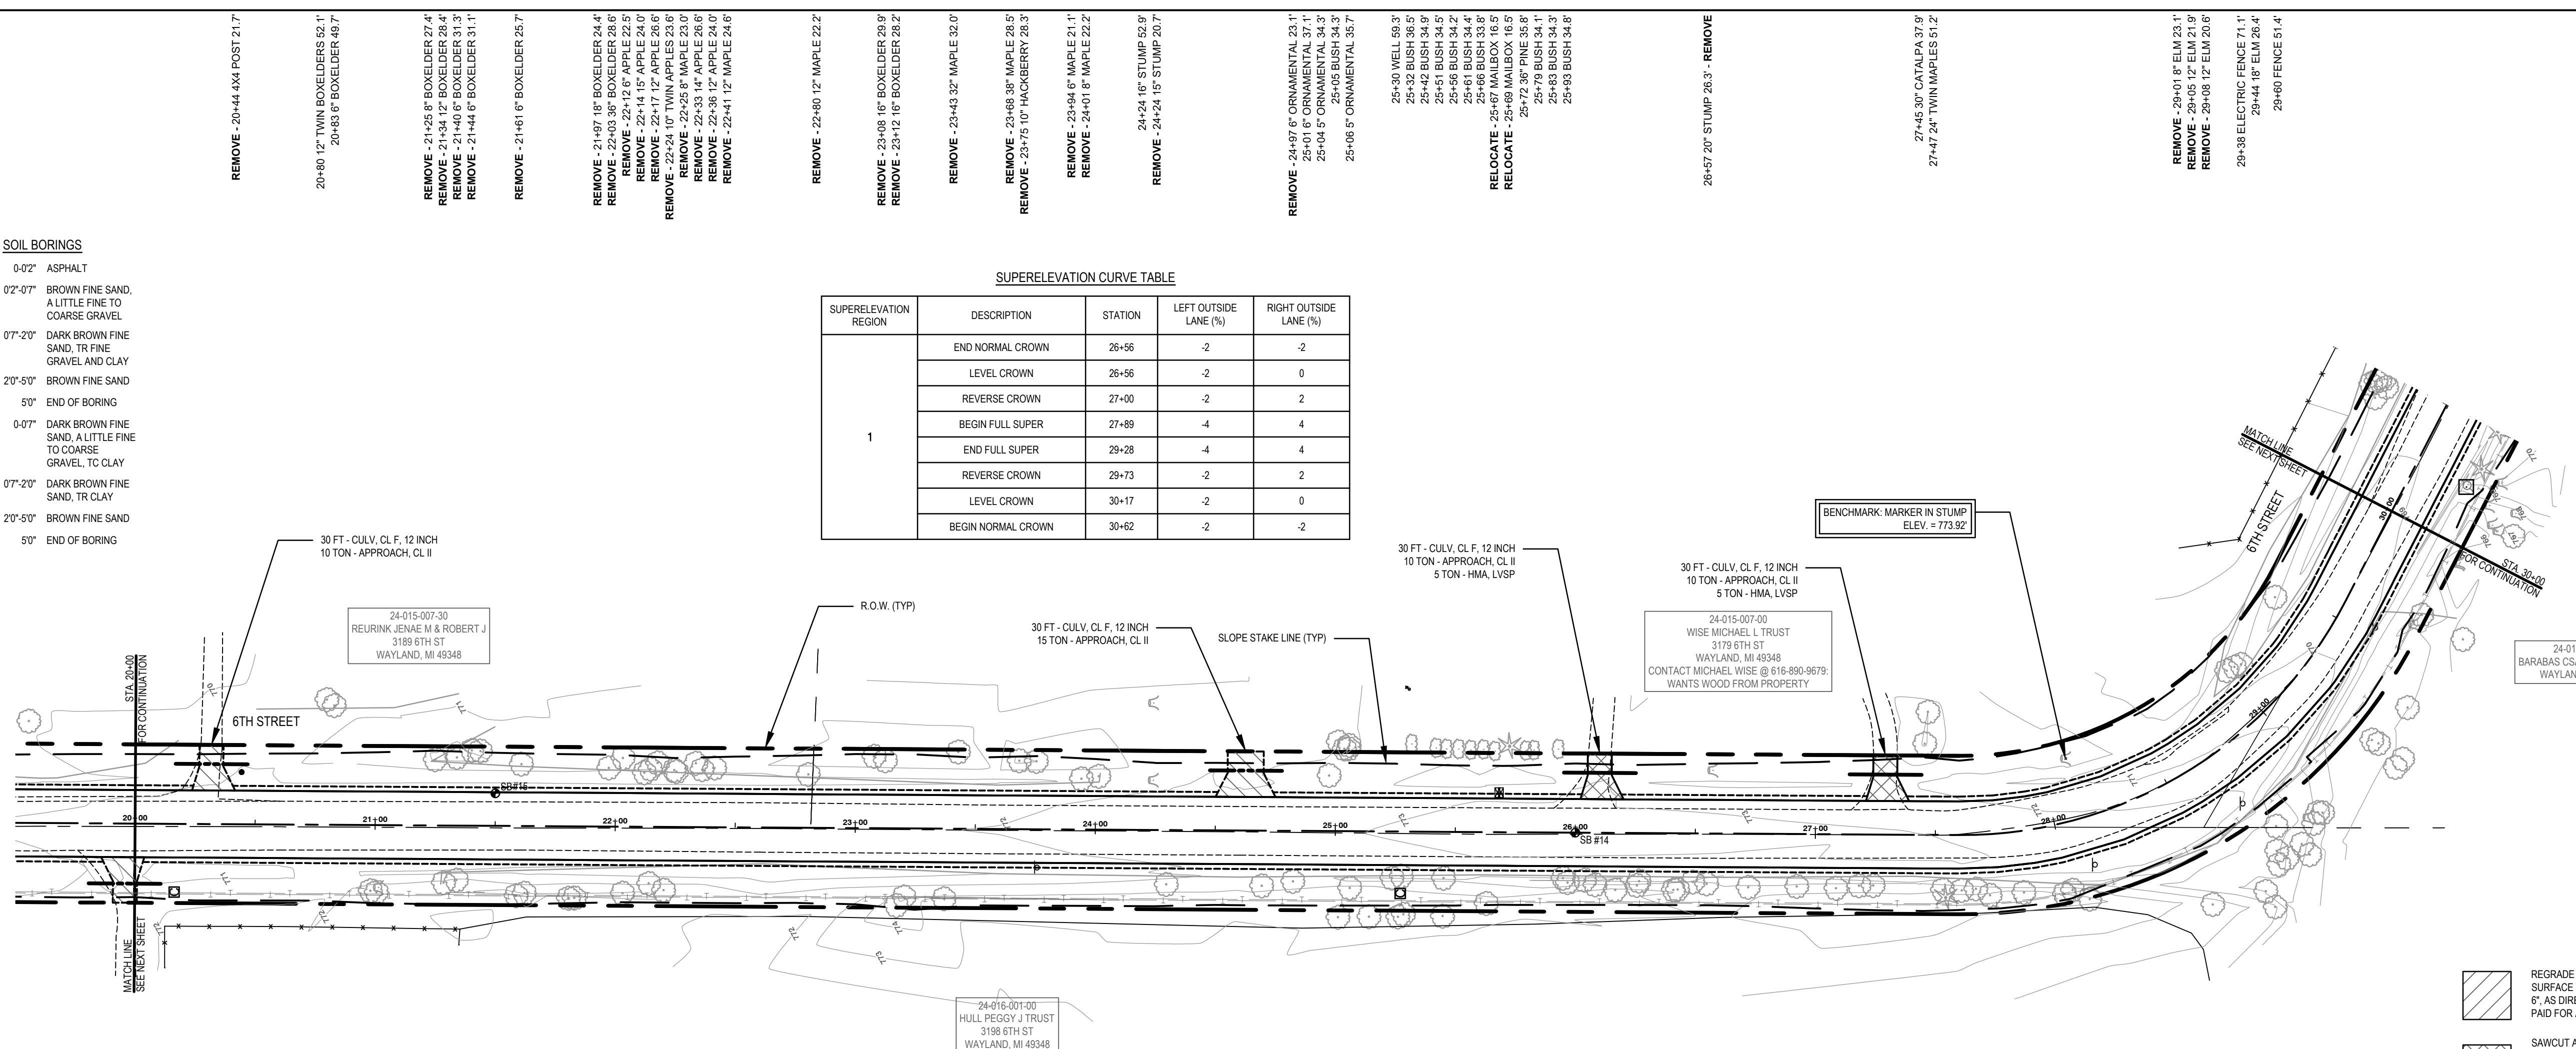 REMOVE - 20+44 4X4 POST 21.7'
20+80 12" TWIN BOXELDERS 52.1'
20+83 6" BOXELDER 49.7'
REMOVE - 21+25 8" BOXELDER 27.4'
REMOVE - 21+34 12" BOXELDER 28.4'
REMOVE - 21+40 6" BOXELDER 31.3'
REMOVE - 21+44 6" BOXELDER 31.1'
REMOVE - 21+61 6" BOXELDER 25.7'
REMOVE - 21+97 18" BOXELDER 24.4'
REMOVE - 22+03 36" BOXELDER 28.6'
REMOVE - 22+12 6" APPLE 22.5'
REMOVE - 22+14 15" APPLE 24.0'
REMOVE - 22+17 12" APPLE 26.6'
REMOVE - 22+24 10" TWIN APPLES 23.6'
REMOVE - 22+25 8" MAPLE 23.0'
REMOVE - 22+33 14" APPLE 26.6'
REMOVE - 22+36 12" APPLE 24.0'
REMOVE - 22+41 12" MAPLE 24.6'
REMOVE - 22+80 12" MAPLE 22.2'
REMOVE - 23+08 16" BOXELDER 29.9'
REMOVE - 23+12 16" BOXELDER 28.2'
REMOVE - 23+43 32" MAPLE 32.0'
REMOVE - 23+68 38" MAPLE 28.5'
REMOVE - 23+75 10" HACKBERRY 28.3'
REMOVE - 23+94 6" MAPLE 21.1'
REMOVE - 24+01 8" MAPLE 22.2'
24+24 16" STUMP 52.9'
REMOVE - 24+24 15" STUMP 20.7'
REMOVE - 24+97 6" ORNAMENTAL 23.1'
25+01 6" ORNAMENTAL 37.1'
25+04 5" ORNAMENTAL 34.3'
25+05 BUSH 34.3'
25+06 5" ORNAMENTAL 35.7'
25+30 WELL 59.3'
25+32 BUSH 36.5'
25+42 BUSH 34.9'
25+51 BUSH 34.5'
25+56 BUSH 34.2'
25+61 BUSH 34.4'
25+66 BUSH 33.8'
RELOCATE - 25+67 MAILBOX 16.5'
RELOCATE - 25+69 MAILBOX 16.5'
25+72 36" PINE 35.8'
25+79 BUSH 34.1'
25+83 BUSH 34.3'
25+93 BUSH 34.8'
26+57 20" STUMP 26.3' - REMOVE
27+45 30" CATALPA 37.9'
27+47 24" TWIN MAPLES 51.2'
REMOVE - 29+01 8" ELM 23.1'
REMOVE - 29+05 12" ELM 21.9'
REMOVE - 29+08 12" ELM 20.6'
29+38 ELECTRIC FENCE 71.1'
29+44 18" ELM 26.4'
29+60 FENCE 51.4'
SOIL BORINGS
0-0'2" ASPHALT
0'2"-0'7" BROWN FINE SAND,
A LITTLE FINE TO
COARSE GRAVEL
0'7"-2'0" DARK BROWN FINE
SAND, TR FINE
GRAVEL AND CLAY
2'0"-5'0" BROWN FINE SAND
5'0" END OF BORING
0-0'7" DARK BROWN FINE
SAND, A LITTLE FINE
TO COARSE
GRAVEL, TC CLAY
0'7"-2'0" DARK BROWN FINE
SAND, TR CLAY
2'0"-5'0" BROWN FINE SAND
5'0" END OF BORING
SUPERELEVATION CURVE TABLE
SUPERELEVATION
REGION
DESCRIPTION
STATION
LEFT OUTSIDE
LANE (%)
RIGHT OUTSIDE
LANE (%)
1
END NORMAL CROWN 26+56 -2 -2
LEVEL CROWN 26+56 -2 0
REVERSE CROWN 27+00 -2 2
BEGIN FULL SUPER 27+89 -4 4
END FULL SUPER 29+28 -4 4
REVERSE CROWN 29+73 -2 2
LEVEL CROWN 30+17 -2 0
BEGIN NORMAL CROWN 30+62 -2 -2
30 FT - CULV, CL F, 12 INCH
10 TON - APPROACH, CL II
24-015-007-30
REURINK JENAE M & ROBERT J
3189 6TH ST
WAYLAND, MI 49348
R.O.W. (TYP)
30 FT - CULV, CL F, 12 INCH
15 TON - APPROACH, CL II
SLOPE STAKE LINE (TYP)
30 FT - CULV, CL F, 12 INCH
10 TON - APPROACH, CL II
5 TON - HMA, LVSP
30 FT - CULV, CL F, 12 INCH
10 TON - APPROACH, CL II
5 TON - HMA, LVSP
24-015-007-00
WISE MICHAEL L TRUST
3179 6TH ST
WAYLAND, MI 49348
CONTACT MICHAEL WISE @ 616-890-9679:
WANTS WOOD FROM PROPERTY
BENCHMARK: MARKER IN STUMP
ELEV. = 773.92'
MATCH LINE
SEE NEXT SHEET
STA. 30+00
FOR CONTINUATION
6TH STREET
24-01
BARABAS CS
WAYLAN
STA. 20+00
FOR CONTINUATION
MATCH LINE
SEE NEXT SHEET
6TH STREET
770
771
SB#15
20+00
21+00
22+00
23+00
24+00
25+00
26+00
27+00
28+00
29+00
30+00
SB #14
772
773
773
772
771
770
769
770
768
767
771
772
772
772
773
774
24-016-001-00
HULL PEGGY J TRUST
3198 6TH ST
WAYLAND, MI 49348
REGRADE
SURFACE
6", AS DIRE
PAID FOR
SAWCUT A